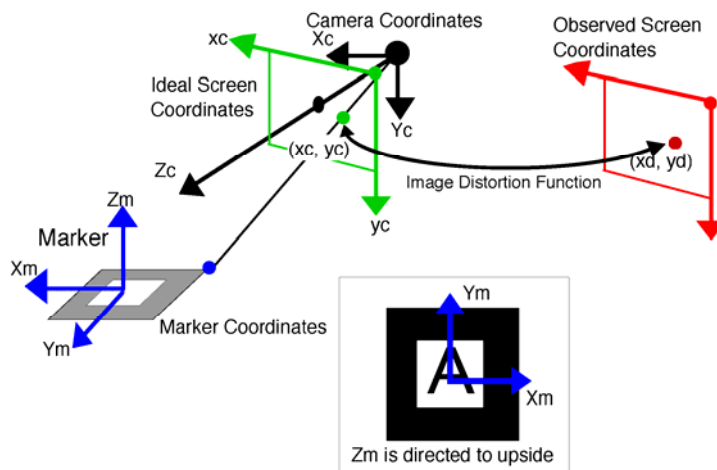 Camera Coordinates
Observed Screen
Coordinates
xc
Xc
Ideal Screen
Coordinates
Yc
(xc, yc)
(xd, yd)
Zc
Image Distortion Function
Zm
yc
Marker
Xm
Marker Coordinates
Ym
Ym
A
Xm
Zm is directed to upside